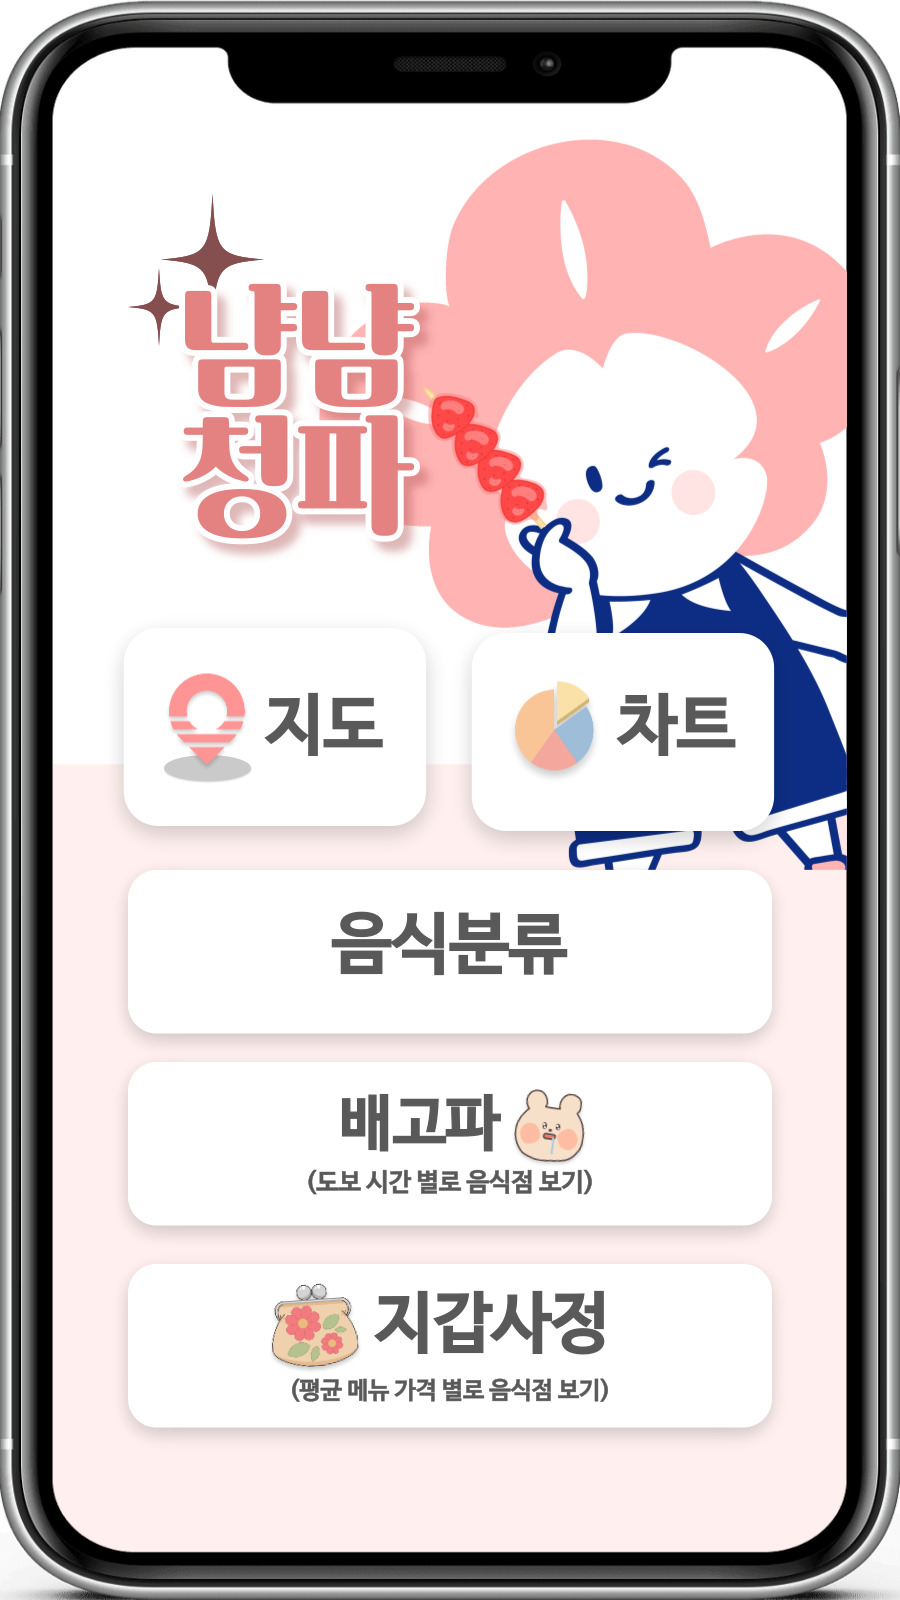 냠냠
청파
지도
차트
음식분류
배고파
(도보 시간 별로 음식점 보기)
지갑사정
(평균 메뉴 가격 별로 음식점 보기)